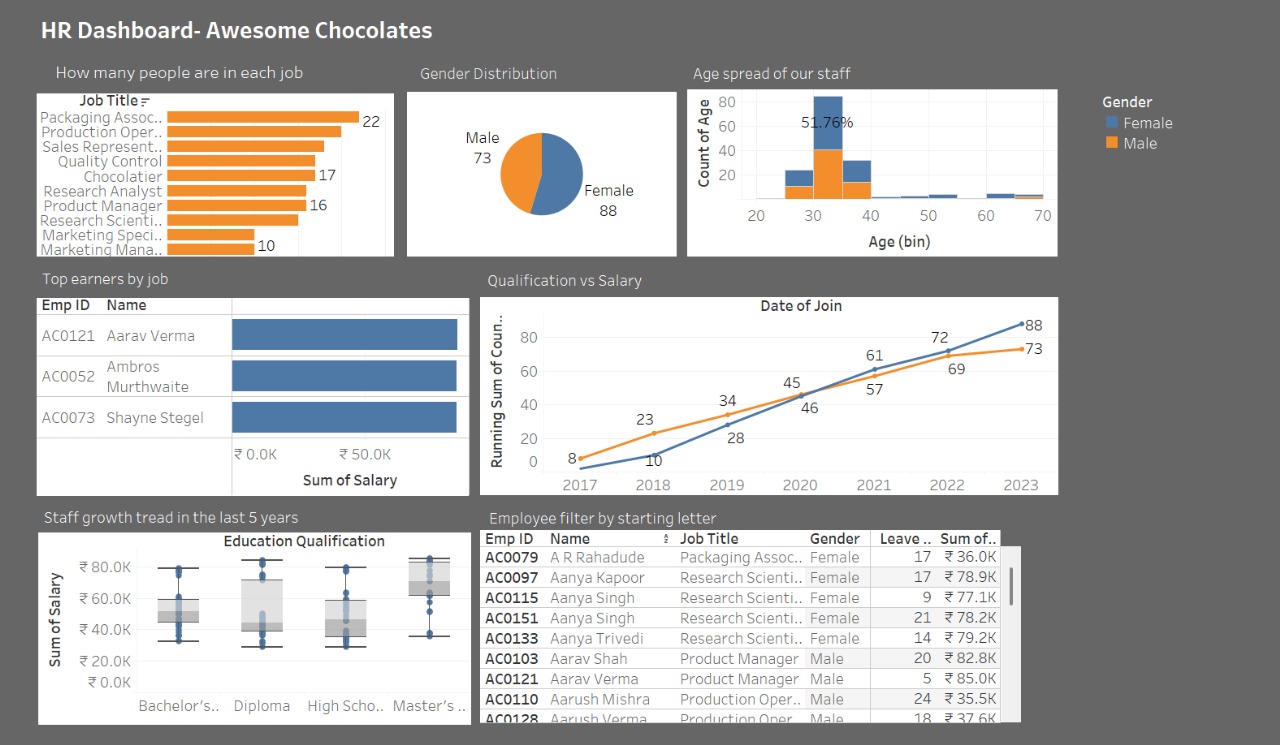 HR Dashboard- Awesome Chocolates
How many people are in each job
Job Title
Packaging Assoc..
Production Oper..
Sales Represent..
Quality Control
Chocolatier
Research Analyst
Product Manager
Research Scienti..
Marketing Speci..
Marketing Mana..
22
17
16
10
Gender Distribution
Male
73
Female
88
Age spread of our staff
Count of Age
80
60
40
20
51.76%
20 30 40 50 60 70
Age (bin)
Gender
Female
Male
Top earners by job
Emp ID Name
AC0121 Aarav Verma
AC0052 Ambros
Murthwaite
AC0073 Shayne Stegel
₹ 0.0K ₹ 50.0K
Sum of Salary
Qualification vs Salary
Date of Join
Running Sum of Coun..
80
60
40
20
0
8
23
10
34
28
45
46
61
57
72
69
88
73
2017 2018 2019 2020 2021 2022 2023
Staff growth tread in the last 5 years
Education Qualification
Sum of Salary
₹ 80.0K
₹ 60.0K
₹ 40.0K
₹ 20.0K
₹ 0.0K
Bachelor's.. Diploma High Scho.. Master's ..
Employee filter by starting letter
Emp ID Name Job Title Gender Leave .. Sum of..
AC0079 A R Rahadude Packaging Assoc.. Female 17 ₹ 36.0K
AC0097 Aanya Kapoor Research Scienti.. Female 17 ₹ 78.9K
AC0115 Aanya Singh Research Scienti.. Female 9 ₹ 77.1K
AC0151 Aanya Singh Research Scienti.. Female 21 ₹ 78.2K
AC0133 Aanya Trivedi Research Scienti.. Female 14 ₹ 79.2K
AC0103 Aarav Shah Product Manager Male 20 ₹ 82.8K
AC0121 Aarav Verma Product Manager Male 5 ₹ 85.0K
AC0110 Aarush Mishra Production Oper.. Male 24 ₹ 35.5K
AC0128 Aarush Verma Production Oper Male 18 ₹ 37.6K